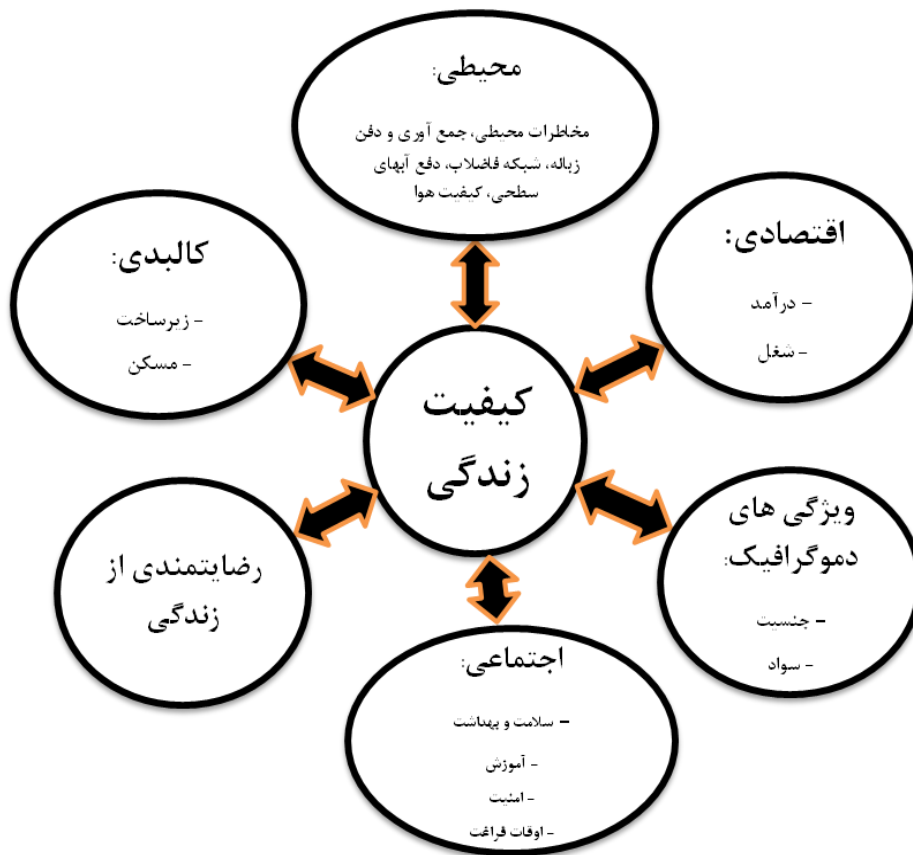 محیطی:
مخاطرات محیطی، جمع آوری و دفن
زباله، شبکه فاضلاب، دفع آبهای
سطحی، کیفیت هوا
اقتصادی:
- درآمد
- شغل
کالبدی:
- زیرساخت
- مسکن
کیفیت
زندگی
ویژگی های
دموگرافیک:
- جنسیت
- سواد
رضایتمندی از
زندگی
اجتماعی:
- سلامت و بهداشت
- آموزش
- امنیت
- اوقات فراغت